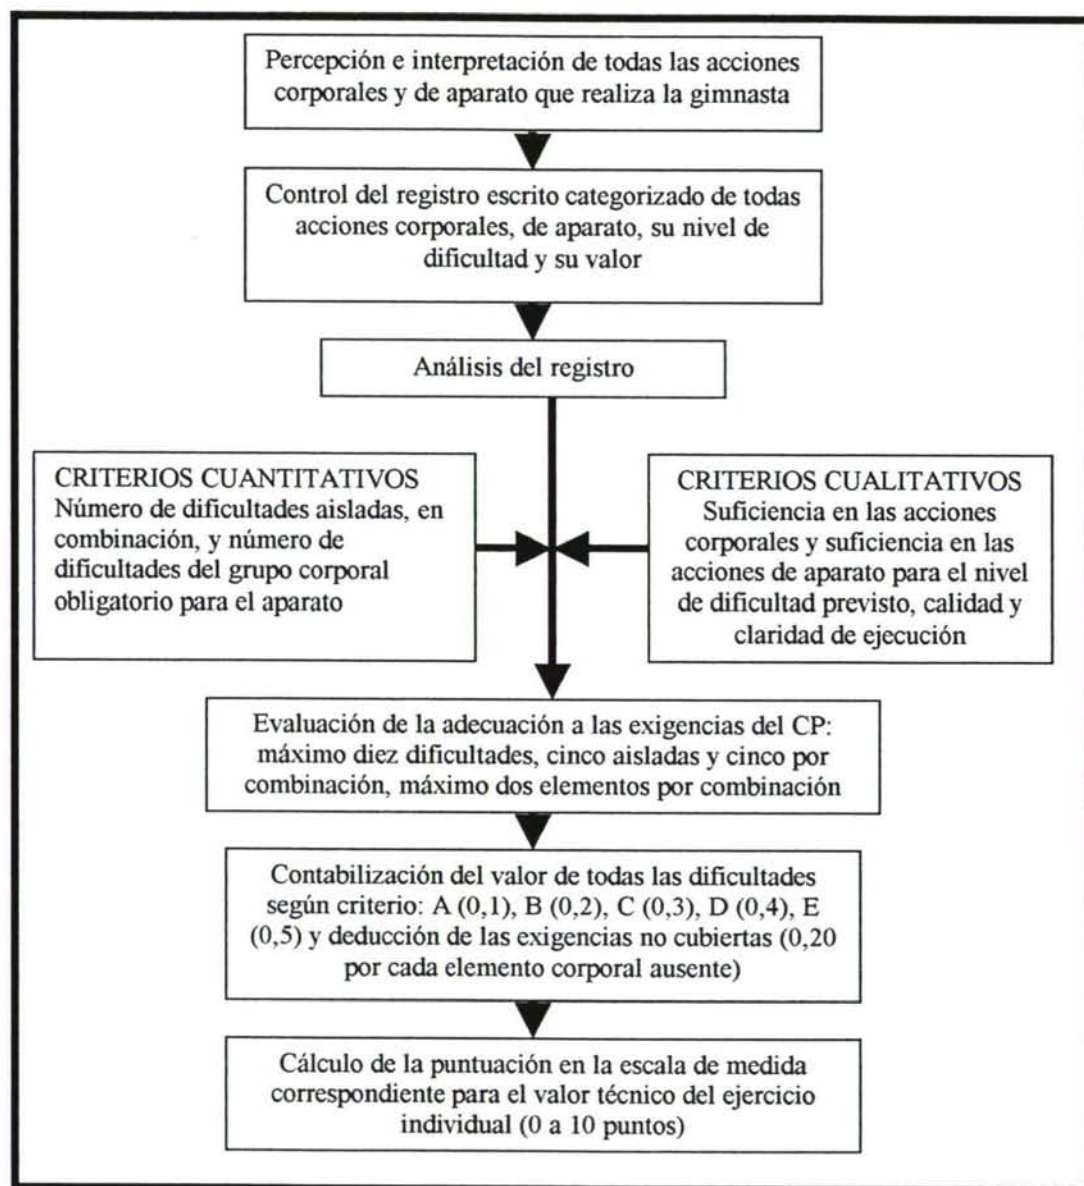 Percepción e interpretación de todas las acciones
corporales y de aparato que realiza la gimnasta
Control del registro escrito categorizado de todas
acciones corporales, de aparato, su nivel de
dificultad y su valor
Análisis del registro
CRITERIOS CUANTITATIVOS
Número de dificultades aisladas, en
combinación, y número de
dificultades del grupo corporal
obligatorio para el aparato
CRITERIOS CUALITATIVOS
Suficiencia en las acciones
corporales y suficiencia en las
acciones de aparato para el nivel
de dificultad previsto, calidad y
claridad de ejecución
Evaluación de la adecuación a las exigencias del CP:
máximo diez dificultades, cinco aisladas y cinco por
combinación, máximo dos elementos por combinación
Contabilización del valor de todas las dificultades
según criterio: A (0,1), B (0,2), C (0,3), D (0,4), E
(0,5) y deducción de las exigencias no cubiertas (0,20
por cada elemento corporal ausente)
Cálculo de la puntuación en la escala de medida
correspondiente para el valor técnico del ejercicio
individual (0 a 10 puntos)